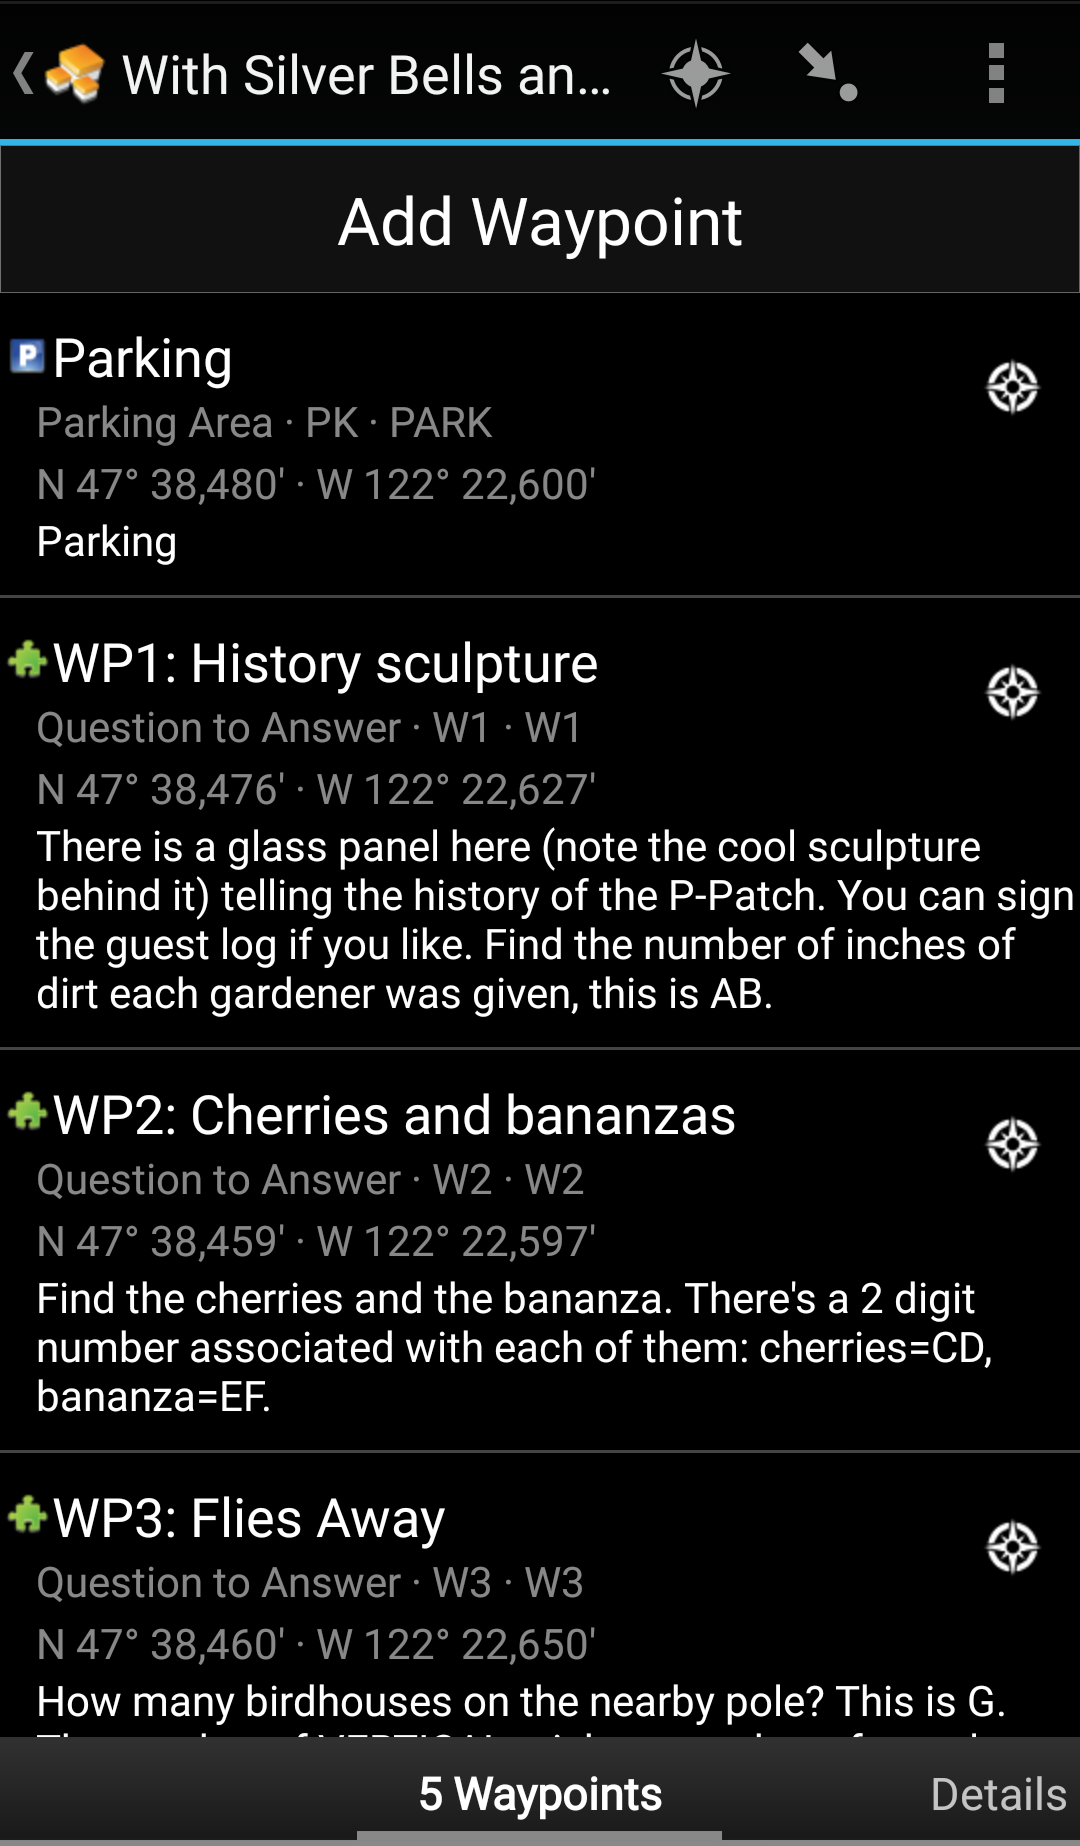 With Silver Bells an...
Add Waypoint
P
Parking
Parking Area · PK · PARK
N 47° 38,480' · W 122° 22,600'
Parking
WP1: History sculpture
Question to Answer · W1 · W1
N 47° 38,476' · W 122° 22,627'
There is a glass panel here (note the cool sculpture
behind it) telling the history of the P-Patch. You can sign
the guest log if you like. Find the number of inches of
dirt each gardener was given, this is AB.
WP2: Cherries and bananzas
Question to Answer · W2 · W2
N 47° 38,459' · W 122° 22,597'
Find the cherries and the bananza. There's a 2 digit
number associated with each of them: cherries=CD,
bananza=EF.
WP3: Flies Away
Question to Answer · W3 · W3
N 47° 38,460' · W 122° 22,650'
How many birdhouses on the nearby pole? This is G.
5 Waypoints
Details